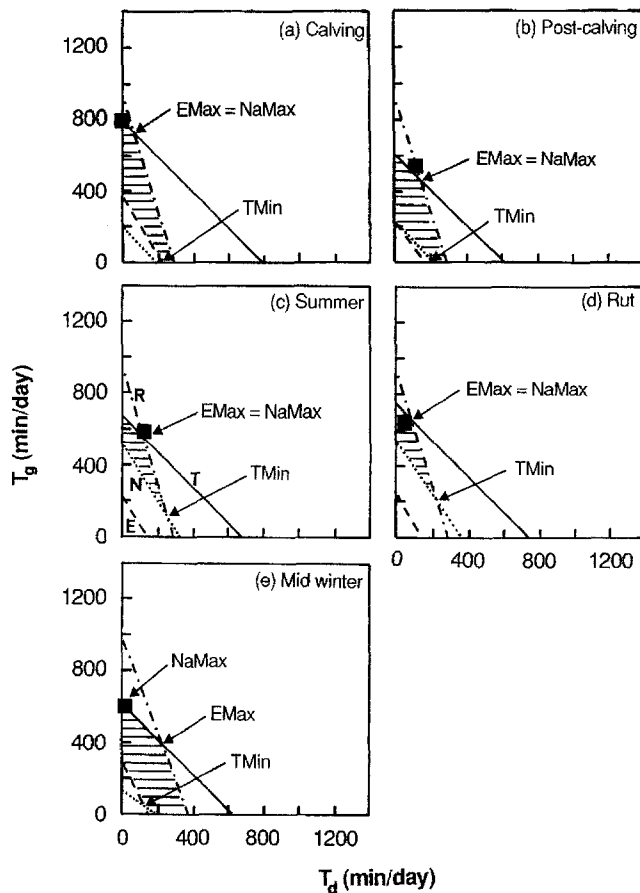 (a) Calving
1200
800
400
0
EMax = NaMax
TMin
(b) Post-calving
EMax = NaMax
TMin
(c) Summer
1200
800
400
0
R
EMax = NaMax
N
T
TMin
E
(d) Rut
EMax = NaMax
TMin
0 400 800 1200
(e) Mid winter
1200
800
400
0
NaMax
EMax
TMin
0 400 800 1200
Tg (min/day)
Td (min/day)